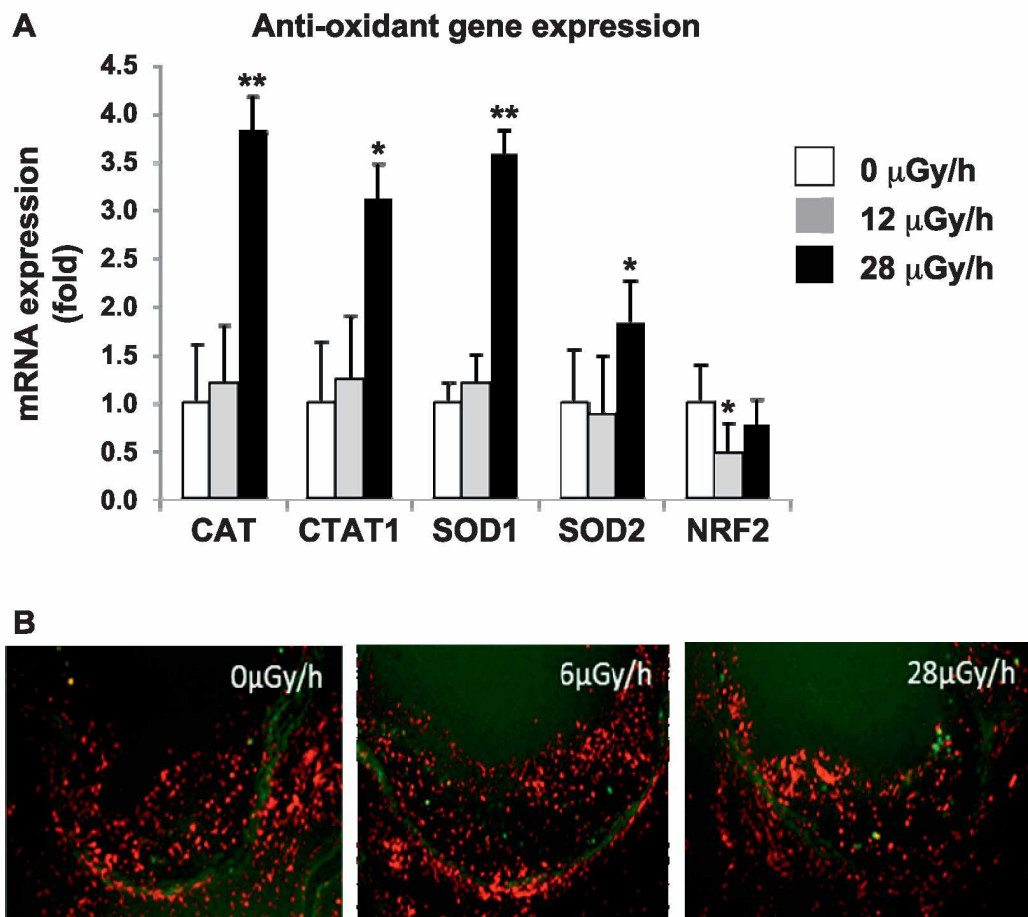 A
Anti-oxidant gene expression
mRNA expression
(fold)
4.5
4.0
3.5
3.0
2.5
2.0
1.5
1.0
0.5
0.0
**
*
**
*
*
CAT
CTAT1
SOD1
SOD2
NRF2
0 μGy/h
12 μGy/h
28 μGy/h
B
0μGy/h
6μGy/h
28μGy/h